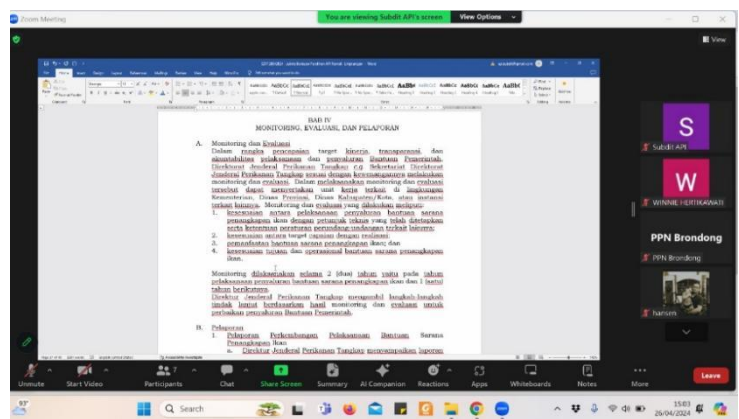 Zoom Meeting
You are viewing Subdit API's screen
View Options
View
BAB IV
MONITORING, EVALUASI, DAN PELAPORAN
A. Monitoring dan Evaluasi
Dalam rangka pencapaian target kinerja, transparansi, dan
akuntabilitas pelaksanaan dan penyaluran Bantuan Pemerintah,
Direktorat Jenderal Perikanan Tangkap c.q Sekretariat Direktorat
Jenderal Perikanan Tangkap sesuai dengan kewenangannya melakukan
monitoring dan evaluasi. Dalam melaksanakan monitoring dan evaluasi
tersebut dapat menyertakan unit kerja terkait di lingkungan
Kementerian, Dinas Provinsi, Dinas Kabupaten/Kota, atau instansi
terkait lainnya. Monitoring dan evaluasi yang dilakukan meliputi:
1. kesesuaian antara pelaksanaan penyaluran bantuan sarana
penangkapan ikan dengan petunjuk teknis yang telah ditetapkan
serta ketentuan peraturan perundang-undangan terkait lainnya;
2. kesesuaian antara target capaian dengan realisasi;
3. pemanfaatan bantuan sarana penangkapan ikan; dan
4. kesesuaian tujuan dan operasional bantuan sarana penangkapan
ikan.
Monitoring dilaksanakan selama 2 (dua) tahun yaitu pada tahun
pelaksanaan penyaluran bantuan sarana penangkapan ikan dan 1 (satu)
tahun berikutnya.
Direktur Jenderal Perikanan Tangkap mengambil langkah-langkah
tindak lanjut berdasarkan hasil monitoring dan evaluasi untuk
perbaikan penyaluran Bantuan Pemerintah.
B. Pelaporan
1. Pelaporan Perkembangan Pelaksanaan Bantuan Sarana
Penangkapan Ikan
a. Direktur Jenderal Perikanan Tangkap menyampaikan laporan
S
Subdit API
W
WINNIE HERTIKAWATI
PPN Brondong
PPN Brondong
hansen
Unmute
Start Video
Participants
7
Chat
Share Screen
Summary
AI Companion
Reactions
Apps
Whiteboards
Notes
More
Leave
93°
Search
15:03
26/04/2024